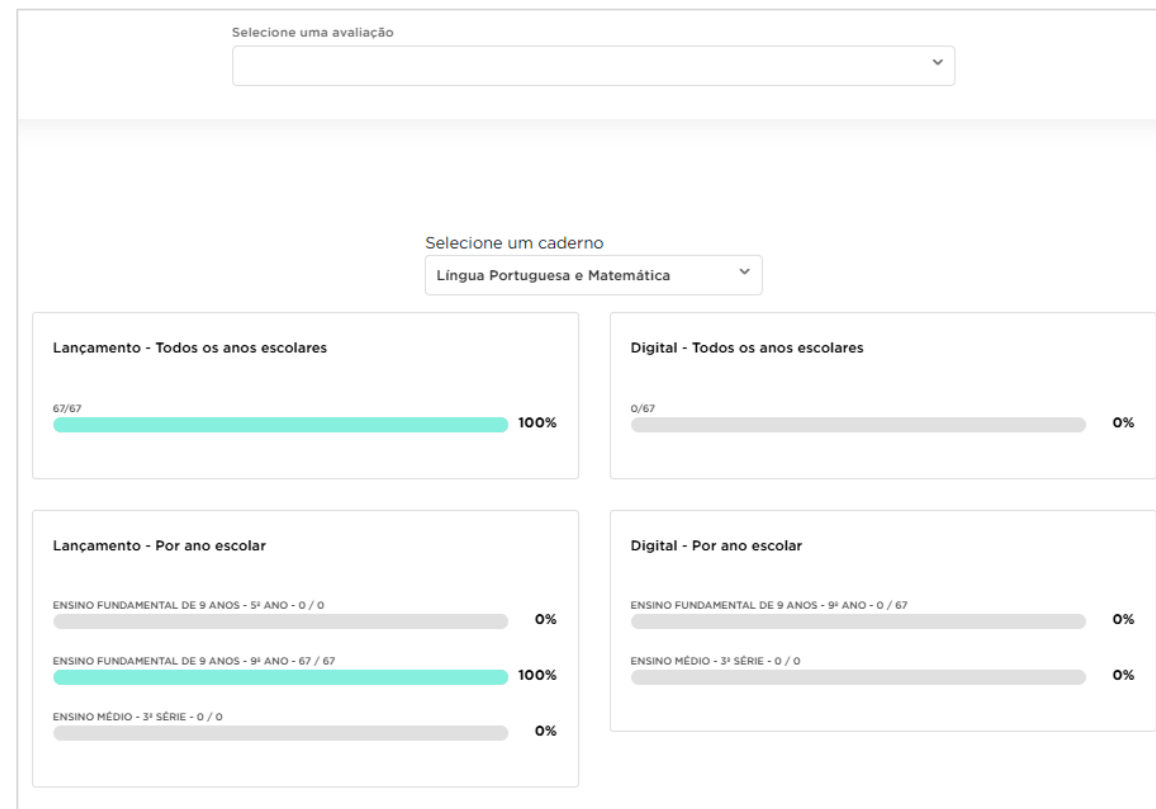 Selecione uma avaliação
Selecione um caderno
Língua Portuguesa e Matemática
Lançamento - Todos os anos escolares
67/67
100%
Digital - Todos os anos escolares
0/67
0%
Lançamento - Por ano escolar
ENSINO FUNDAMENTAL DE 9 ANOS - 5º ANO - 0 / 0
0%
ENSINO FUNDAMENTAL DE 9 ANOS - 9º ANO - 67 / 67
100%
ENSINO MÉDIO - 3ª SÉRIE - 0 / 0
0%
Digital - Por ano escolar
ENSINO FUNDAMENTAL DE 9 ANOS - 9º ANO - 0 / 67
0%
ENSINO MÉDIO - 3ª SÉRIE - 0 / 0
0%